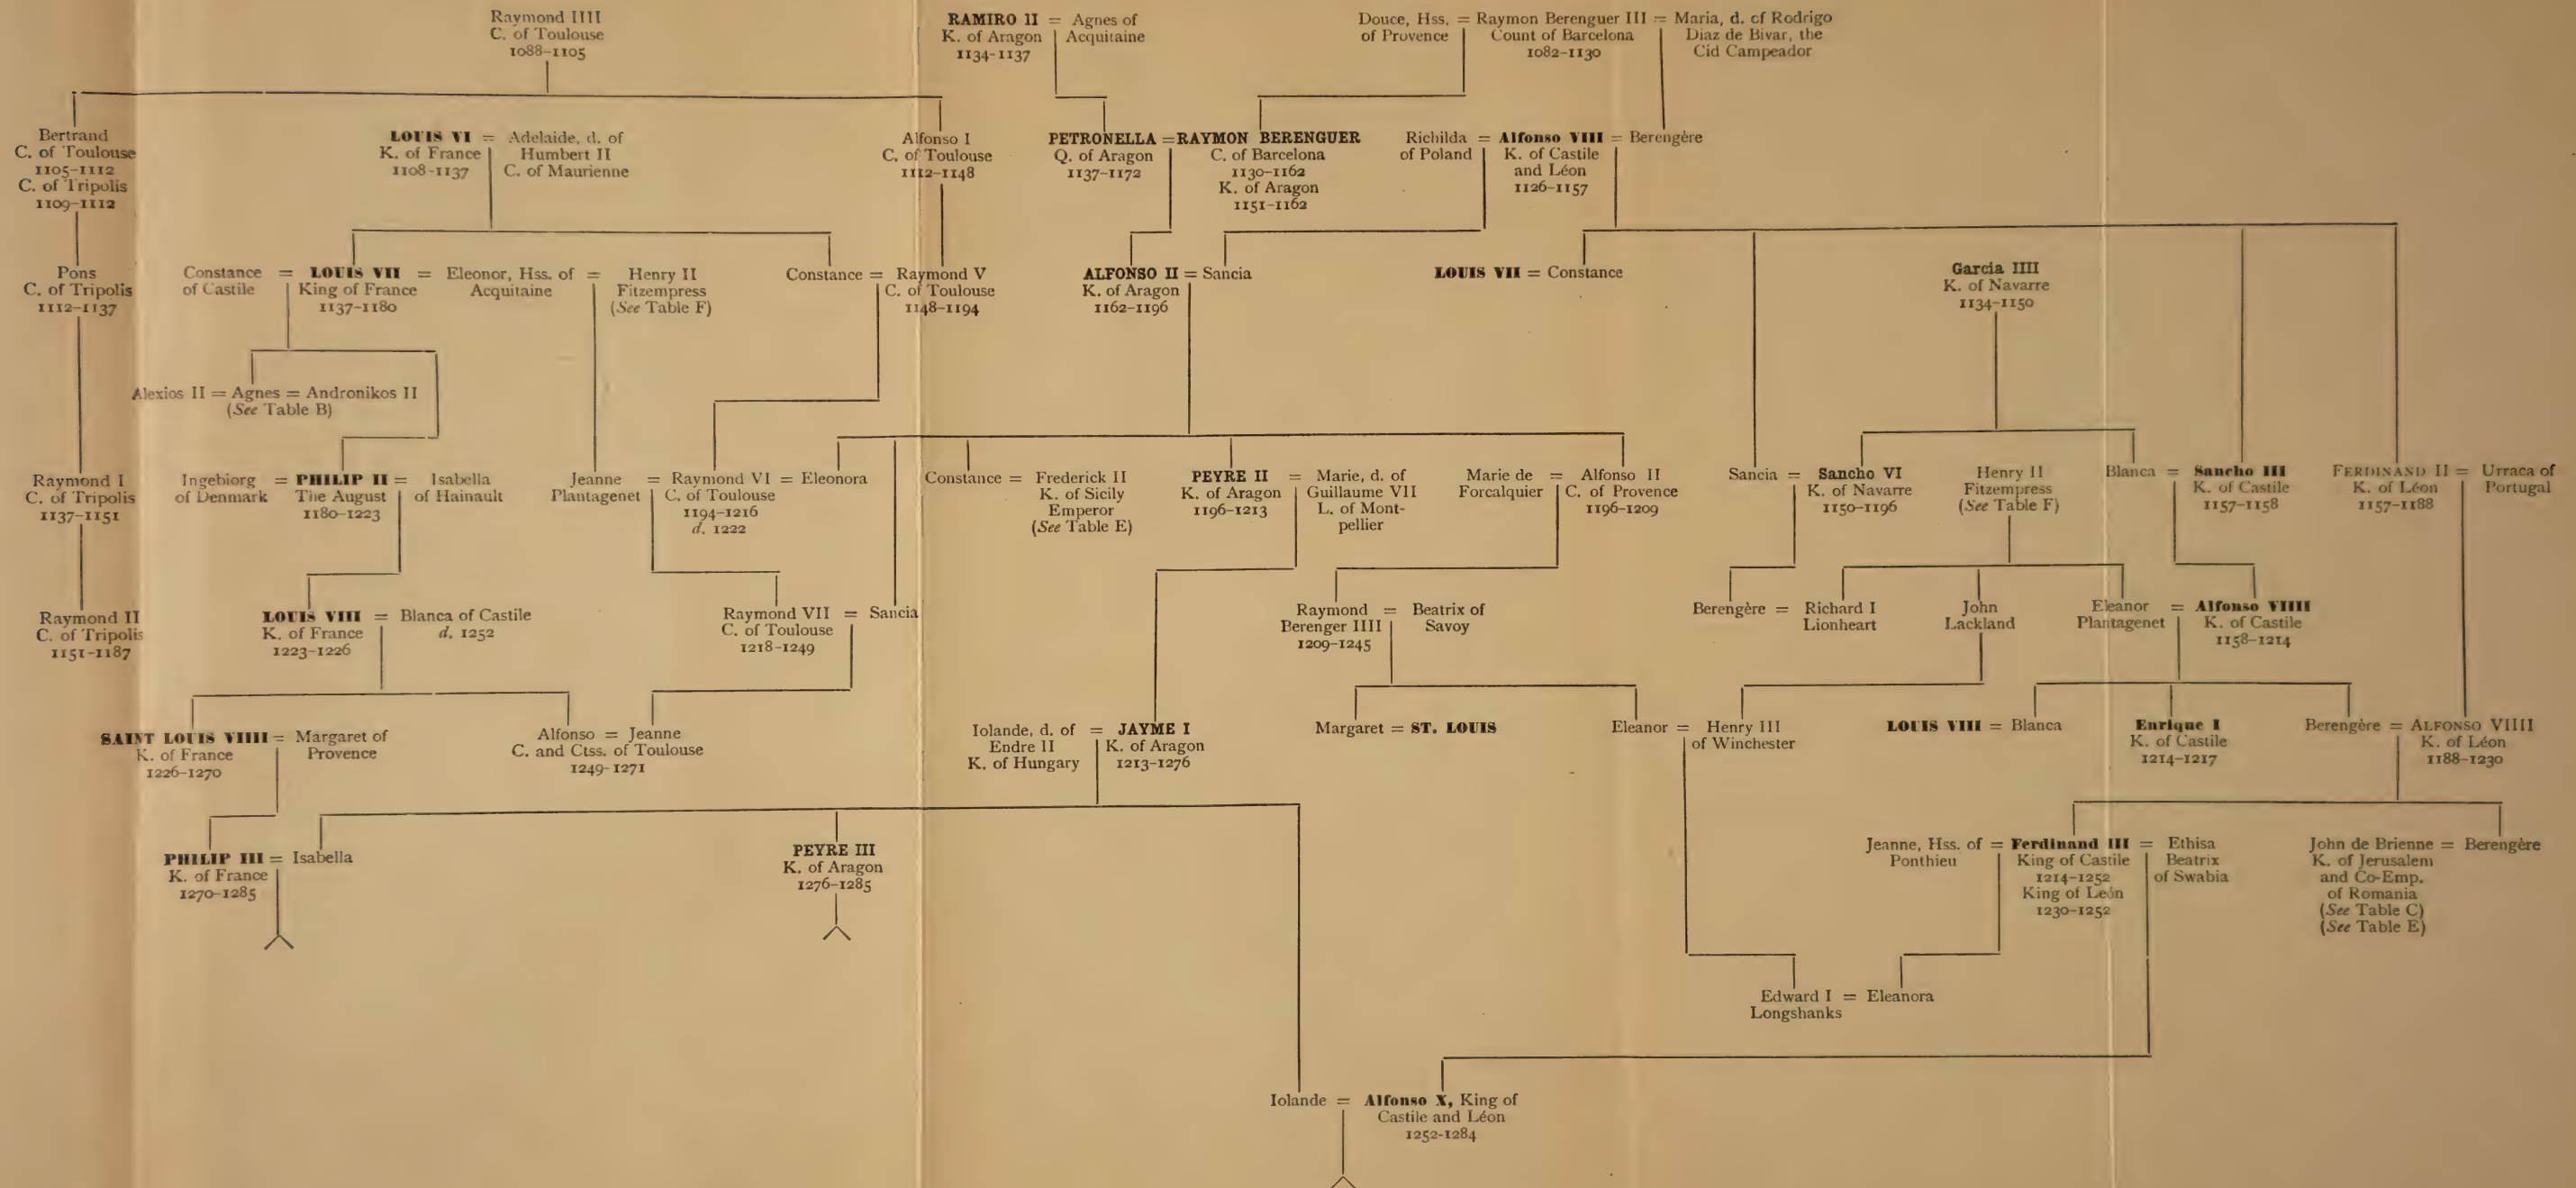 Raymond IIII
C. of Toulouse
1088-1105
RAMIRO II = Agnes of
K. of Aragon Acquitaine
1134-1137
Douce, Hss. = Raymon Berenguer III = Maria, d. of Rodrigo
of Provence Count of Barcelona Diaz de Bivar, the
1082-1130 Cid Campeador
Bertrand
C. of Toulouse
1105-1112
C. of Tripolis
1109-1112
LOUIS VI = Adelaide, d. of
K. of France Humbert II
1108-1137 C. of Maurienne
Alfonso I
C. of Toulouse
1112-1148
PETRONELLA = RAYMON BERENGUER
Q. of Aragon C. of Barcelona
1137-1172 1130-1162
K. of Aragon
1151-1162
Richilda = Alfonso VIII = Berengère
of Poland K. of Castile
and Léon
1126-1157
Pons
C. of Tripolis
1112-1137
Constance = LOUIS VII = Eleonor, Hss. of = Henry II
of Castile King of France Acquitaine Fitzempress
1137-1180 (See Table F)
Constance = Raymond V
C. of Toulouse
1148-1194
ALFONSO II = Sancia
K. of Aragon
1162-1196
LOUIS VII = Constance
Garcia IIII
K. of Navarre
1134-1150
Alexios II = Agnes = Andronikos II
(See Table B)
Raymond I
C. of Tripolis
1137-1151
Ingebiorg = PHILIP II = Isabella
of Denmark The August of Hainault
1180-1223
Jeanne = Raymond VI = Eleonora
Plantagenet C. of Toulouse
1194-1216
d. 1222
Constance = Frederick II
K. of Sicily
Emperor
(See Table E)
PEYRE II = Marie, d. of
K. of Aragon Guillaume VII
1196-1213 L. of Mont-
pellier
Marie de = Alfonso II
Forcalquier C. of Provence
1196-1209
Sancia = Sancho VI
K. of Navarre
1150-1196
Henry II
Fitzempress
(See Table F)
Blanca = Sancho III
K. of Castile
1157-1158
FERDINAND II = Urraca of
K. of Léon Portugal
1157-1188
Raymond II
C. of Tripolis
1151-1187
LOUIS VIII = Blanca of Castile
K. of France d. 1252
1223-1226
Raymond VII = Sancia
C. of Toulouse
1218-1249
Raymond = Beatrix of
Berenger IIII Savoy
1209-1245
Berengère = Richard I
Lionheart
John
Lackland
Eleanor = Alfonso VIIII
Plantagenet K. of Castile
1158-1214
SAINT LOUIS VIIII = Margaret of
K. of France Provence
1226-1270
Alfonso = Jeanne
C. and Ctss. of Toulouse
1249-1271
Iolande, d. of = JAYME I
Endre II K. of Aragon
K. of Hungary 1213-1276
Margaret = ST. LOUIS
Eleanor = Henry III
of Winchester
LOUIS VIII = Blanca
Enrique I
K. of Castile
1214-1217
Berengère = ALFONSO VIIII
K. of Léon
1188-1230
PHILIP III = Isabella
K. of France
1270-1285
PEYRE III
K. of Aragon
1276-1285
Jeanne, Hss. of = Ferdinand III = Ethisa
Ponthieu King of Castile Beatrix
1214-1252 of Swabia
King of León
1230-1252
John de Brienne = Berengère
K. of Jerusalem
and Co-Emp.
of Romania
(See Table C)
(See Table E)
Edward I = Eleanora
Longshanks
Iolande = Alfonso X, King of
Castile and Léon
1252-1284